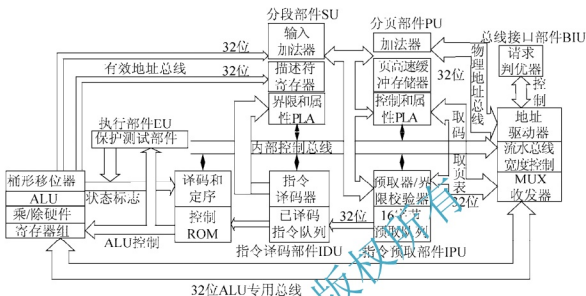 分段部件SU
分页部件PU
总线接口部件BIU
输入
加法器
描述符
寄存器
界限和属
性PLA
加法器
页高速缓
冲存储器
控制和属
性PLA
请求
判优器
控制
地址
驱动器
流水总线
宽度控制
MUX
收发器
32位
有效地址总线
32位
32位
物理地址总线
取码
取页表
执行部件EU
保护测试部件
内部控制总线
桶形移位器
ALU
乘/除硬件
寄存器组
状态标志
ALU控制
译码和
定序
控制
ROM
指令
译码器
已译码
指令队列
32位
预取器/界
限校验器
16字节
预取队列
32位
指令译码部件IDU
指令预取部件IPU
32位ALU专用总线
版权所有